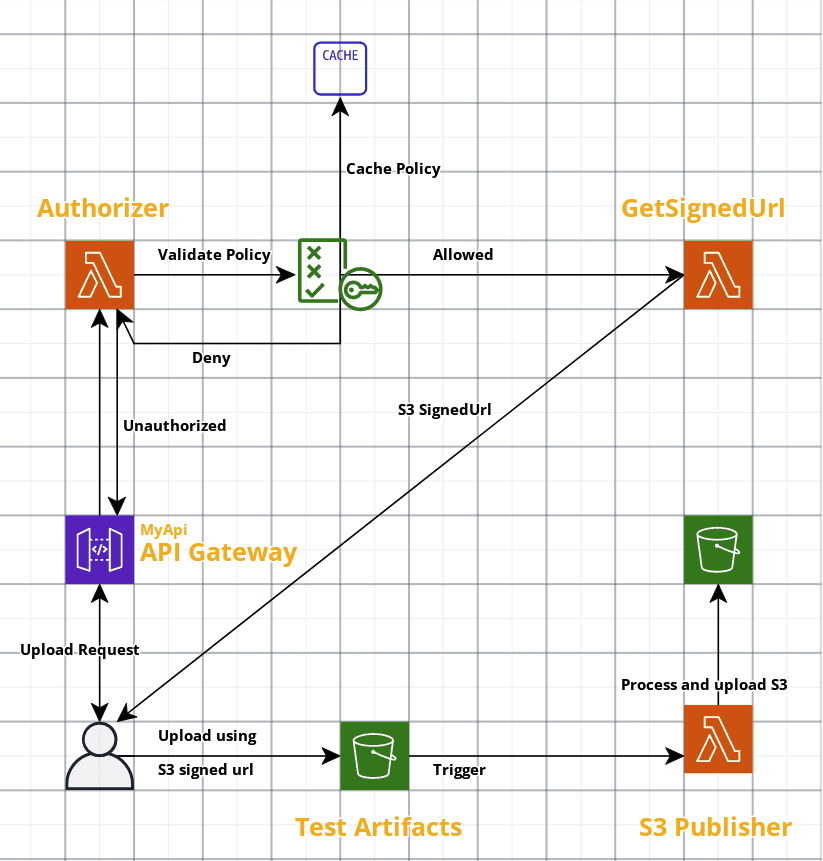 CACHE
Cache Policy
Authorizer
GetSignedUrl
Validate Policy
Allowed
Deny
S3 SignedUrl
Unauthorized
MyApi
API Gateway
Upload Request
Process and upload S3
Upload using
S3 signed url
Trigger
Test Artifacts
S3 Publisher